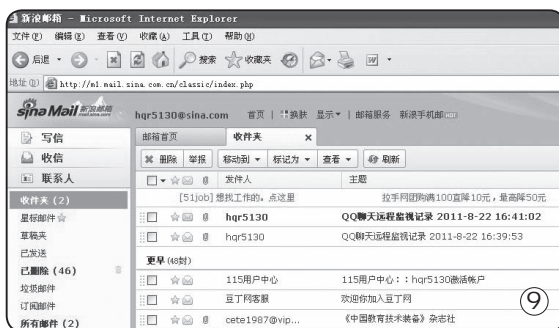 新浪邮箱 - Microsoft Internet Explorer
文件(F) 编辑(E) 查看(V) 收藏(A) 工具(T) 帮助(H)
后退 搜索 收藏夹
地址(D) http://m1.mail.sina.com.cn/classic/index.php
sina Mail 新浪邮箱 hqr5130@sina.com 首页 | 换肤 显示 | 邮箱服务 新浪手机邮
写信
收信
联系人
收件夹 (2)
星标邮件
草稿夹
已发送
已删除 (46)
垃圾邮件
订阅邮件
所有邮件 (2)
邮箱首页 收件夹 x
删除 举报 移动到 标记为 查看 刷新
发件人 主题
[51job]想找工作的。点这里 拉手网团购满100直降10元，最高降50元
hqr5130 QQ聊天远程监视记录 2011-8-22 16:41:02
hqr5130 QQ聊天远程监视记录 2011-8-22 16:39:53
更早 (48封)
115用户中心 115用户中心：：hqr5130激活帐户
豆丁网客服 欢迎你加入豆丁网
cete1987@vip... 《中国教育技术装备》杂志社
⑨